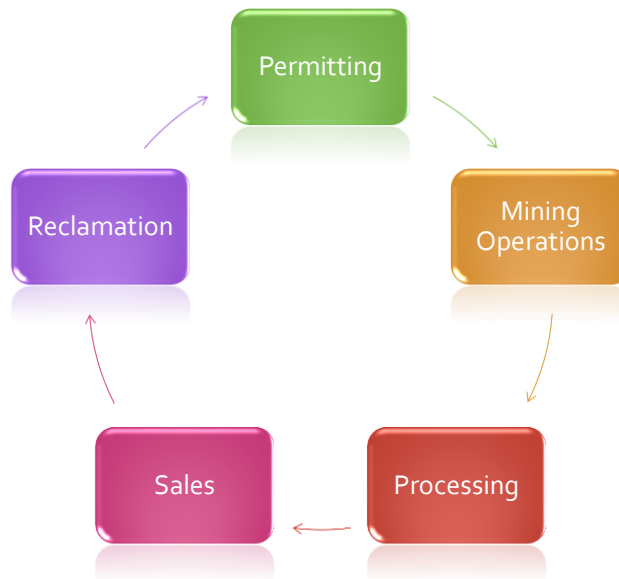 Permitting
Mining
Operations
Processing
Sales
Reclamation